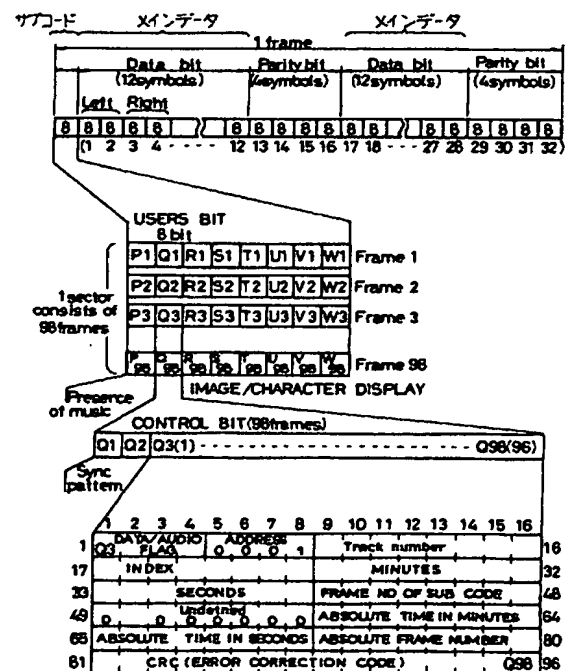 サブコード メインデータ メインデータ
1 frame
Data bit Parity bit Data bit Parity bit
(12symbols) (4symbols) (12symbols) (4symbols)
Left Right
8 8 8 8 8 8 8 8 8 8 8 8 8 8 8 8 8 8
(1 2 3 4 - - - - 12 13 14 15 16 17 18 - - - 27 28 29 30 31 32)
USERS BIT
8 bit
P1 Q1 R1 S1 T1 U1 V1 W1 Frame 1
P2 Q2 R2 S2 T2 U2 V2 W2 Frame 2
1 sector
consists of
98frames
P3 Q3 R3 S3 T3 U3 V3 W3 Frame 3
P98 Q98 R98 S98 T98 U98 V98 W98 Frame 98
IMAGE/CHARACTER DISPLAY
Presence
of music
CONTROL BIT(98frames)
Q1 Q2 Q3(1) - - - - - - - - Q98(96)
Sync
pattern
1 2 3 4 5 6 7 8 9 10 11 12 13 14 15 16
1 Q3 DATA/AUDIO FLAG ADDRESS 0 0 0 1 Track number 16
17 INDEX MINUTES 32
33 SECONDS FRAME NO OF SUB CODE 48
49 Undefined 0 0 0 0 0 0 ABSOLUTE TIME IN MINUTES 64
65 ABSOLUTE TIME IN SECONDS ABSOLUTE FRAME NUMBER 80
81 CRC (ERROR CORRECTION CODE) Q98 96